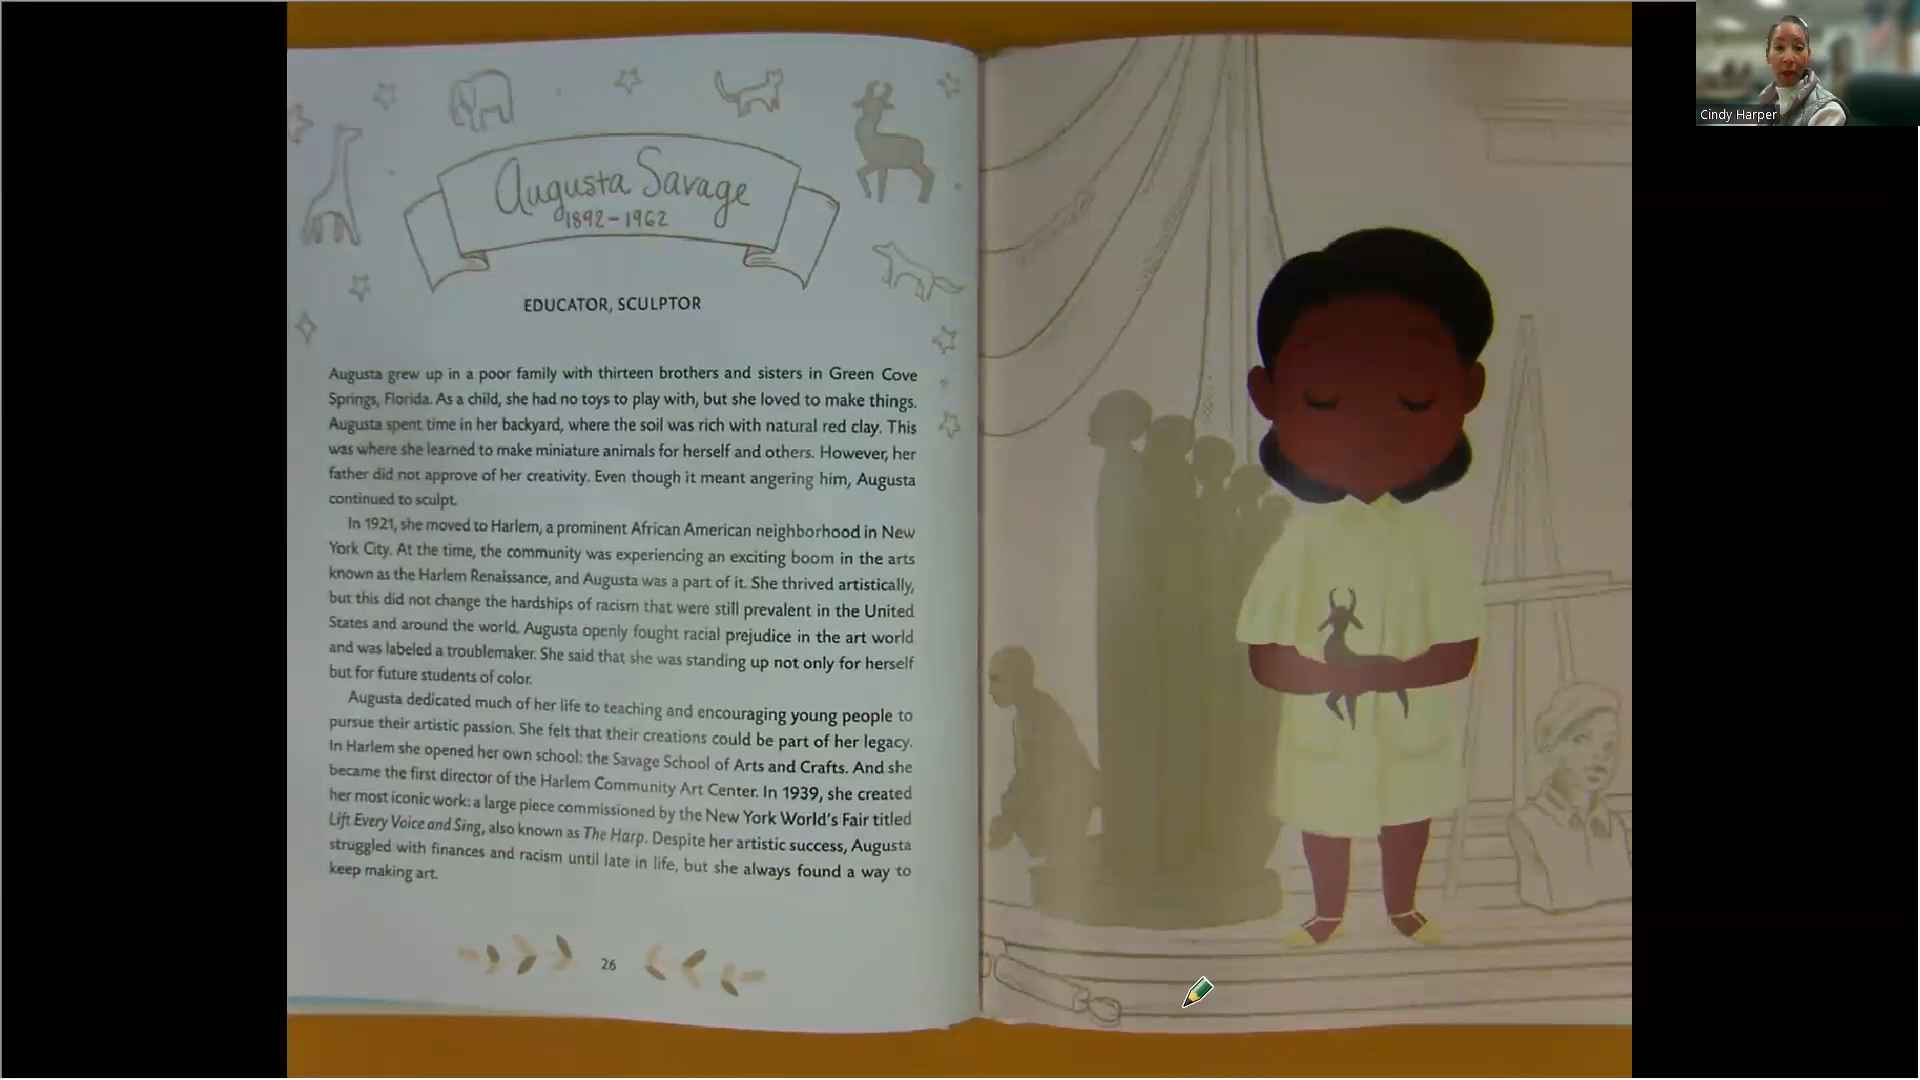 Cindy Harper
Augusta Savage
1892-1962
EDUCATOR, SCULPTOR
Augusta grew up in a poor family with thirteen brothers and sisters in Green Cove
Springs, Florida. As a child, she had no toys to play with, but she loved to make things.
Augusta spent time in her backyard, where the soil was rich with natural red clay. This
was where she learned to make miniature animals for herself and others. However, her
father did not approve of her creativity. Even though it meant angering him, Augusta
continued to sculpt.
In 1921, she moved to Harlem, a prominent African American neighborhood in New
York City. At the time, the community was experiencing an exciting boom in the arts
known as the Harlem Renaissance, and Augusta was a part of it. She thrived artistically,
but this did not change the hardships of racism that were still prevalent in the United
States and around the world. Augusta openly fought racial prejudice in the art world
and was labeled a troublemaker. She said that she was standing up not only for herself
but for future students of color.
Augusta dedicated much of her life to teaching and encouraging young people to
pursue their artistic passion. She felt that their creations could be part of her legacy.
In Harlem she opened her own school: the Savage School of Arts and Crafts. And she
became the first director of the Harlem Community Art Center. In 1939, she created
her most iconic work: a large piece commissioned by the New York World's Fair titled
Lift Every Voice and Sing, also known as The Harp. Despite her artistic success, Augusta
struggled with finances and racism until late in life, but she always found a way to
keep making art.
26